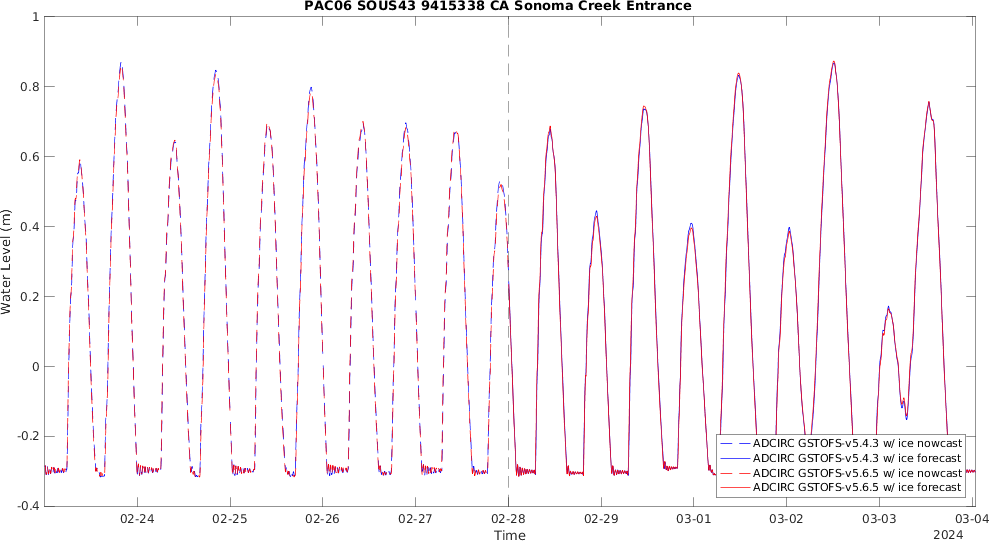 PAC06 SOUS43 9415338 CA Sonoma Creek Entrance
1
0.8
0.6
0.4
0.2
0
-0.2
-0.4
Water Level (m)
ADCIRC GSTOFS-v5.4.3 w/ ice nowcast
ADCIRC GSTOFS-v5.4.3 w/ ice forecast
ADCIRC GSTOFS-v5.6.5 w/ ice nowcast
ADCIRC GSTOFS-v5.6.5 w/ ice forecast
02-24 02-25 02-26 02-27 02-28 02-29 03-01 03-02 03-03 03-04
Time
2024